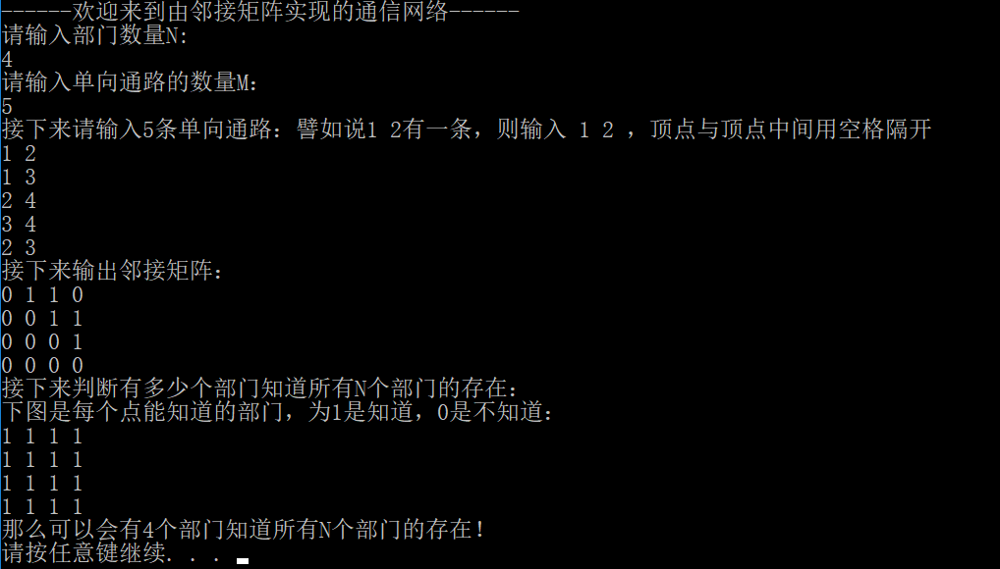 ------欢迎来到由邻接矩阵实现的通信网络------
请输入部门数量N:
4
请输入单向通路的数量M:
5
接下来请输入5条单向通路：譬如说1 2有一条，则输入 1 2 ，顶点与顶点中间用空格隔开
1 2
1 3
2 4
3 4
2 3
接下来输出邻接矩阵：
0 1 1 0
0 0 1 1
0 0 0 1
0 0 0 0
接下来判断有多少个部门知道所有N个部门的存在：
下图是每个点能知道的部门，为1是知道，0是不知道：
1 1 1 1
1 1 1 1
1 1 1 1
1 1 1 1
那么可以会有4个部门知道所有N个部门的存在！
请按任意键继续. . .